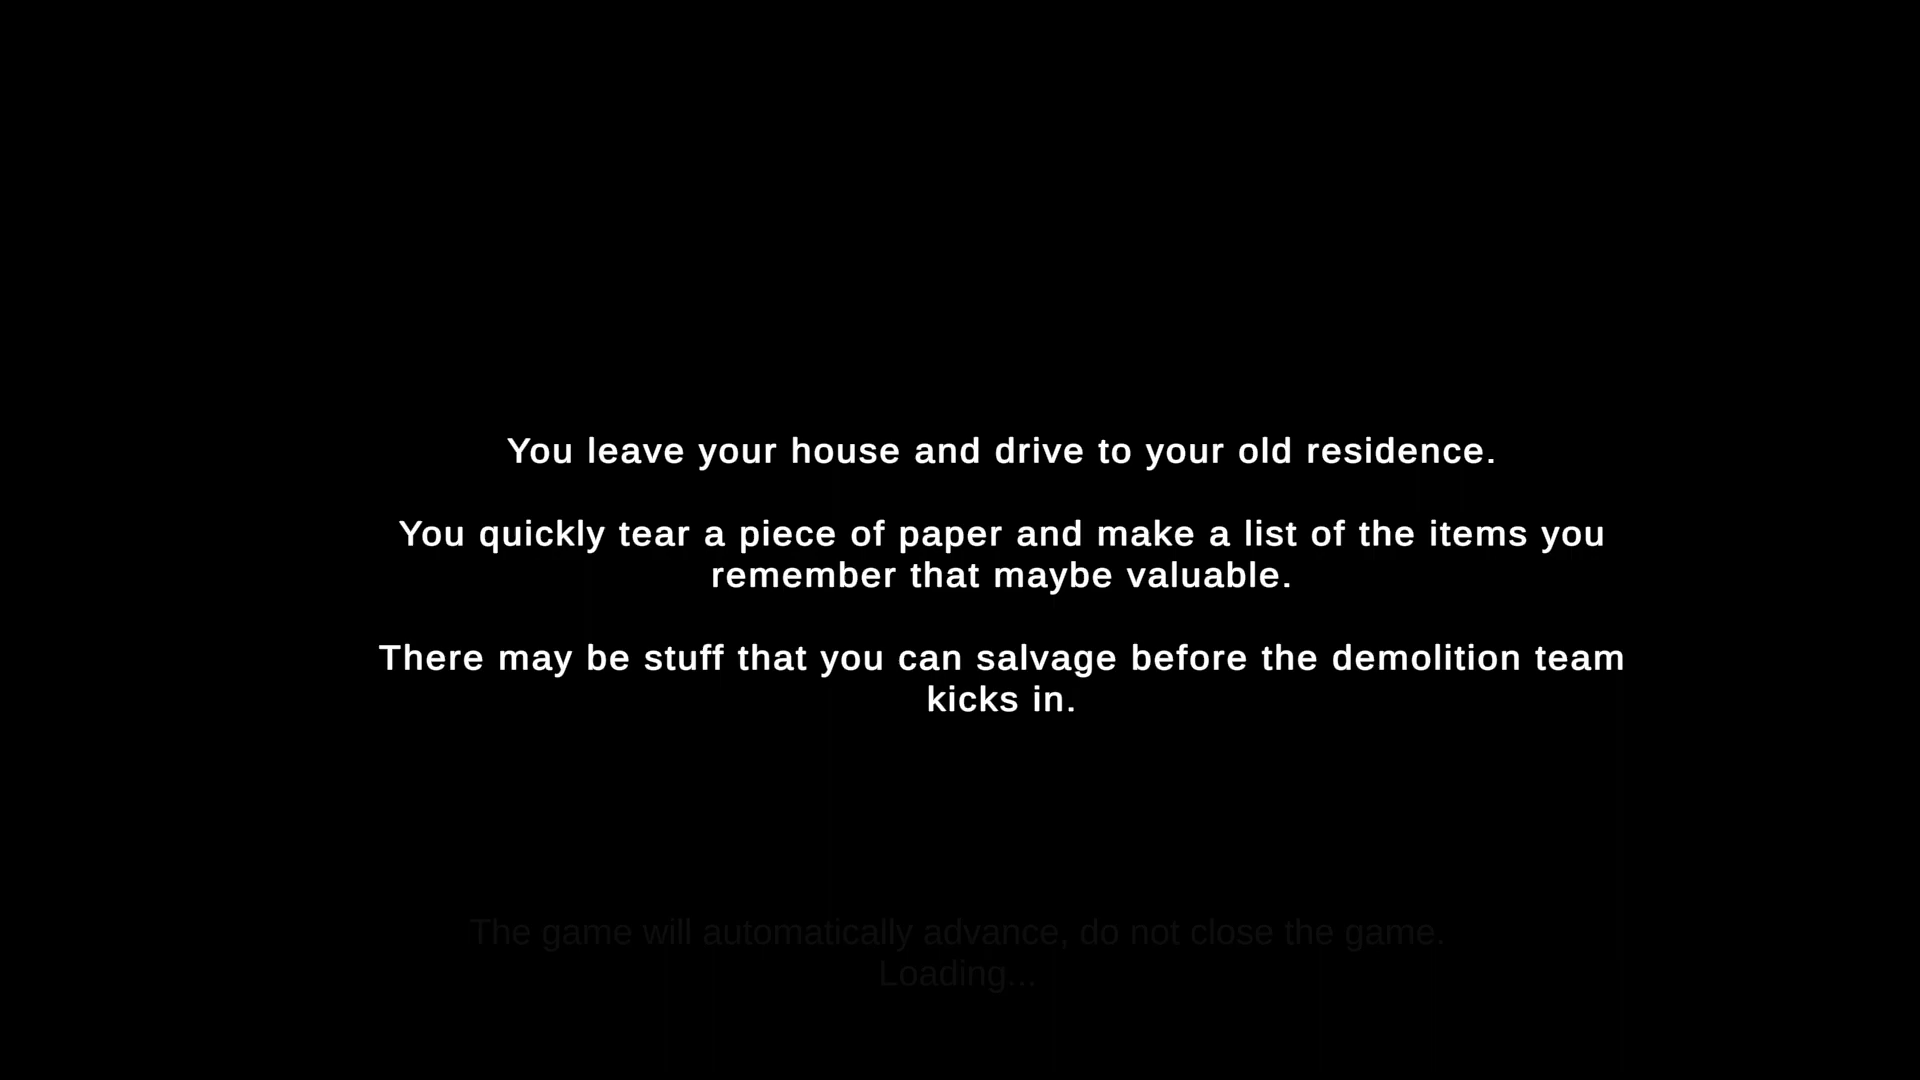 You leave your house and drive to your old residence.
You quickly tear a piece of paper and make a list of the items you
remember that maybe valuable.
There may be stuff that you can salvage before the demolition team
kicks in.
The game will automatically advance, do not close the game.
Loading...